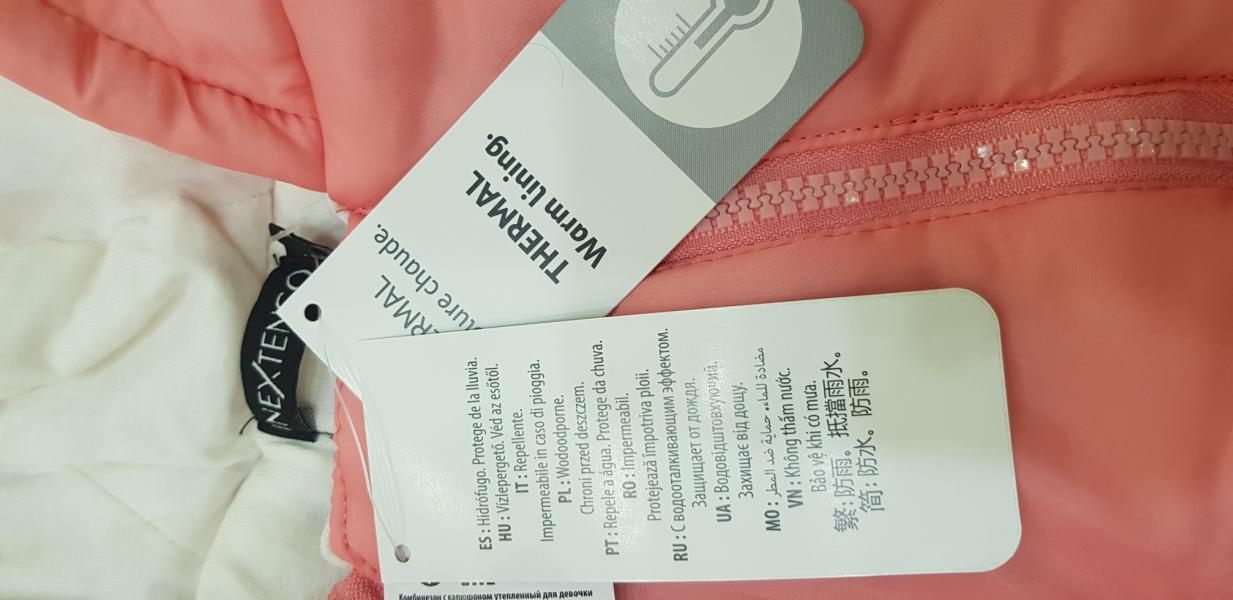 INEXTENSO
THERMAL
Warm lining.
ERMAL
ture chaude.
ES : Hidrófugo. Protege de la lluvia.
HU : Vízlepergető. Véd az esőtől.
IT : Repellente.
Impermeabile in caso di pioggia.
PL : Wodoodporne.
Chroni przed deszczem.
PT : Repele a água. Protege da chuva.
RO : Impermeabil.
Protejează împotriva ploii.
RU : С водооталкивающим эффектом.
Защищает от дождя.
UA : Водовідштовхуючий.
Захищає від дощу.
MO : مضادة للماء، حماية ضد المطر.
VN : Không thấm nước.
Bảo vệ khi có mưa.
繁: 防雨。抵擋雨水。
简: 防水。防雨。
Комбинезон с капюшоном утепленный для девочки